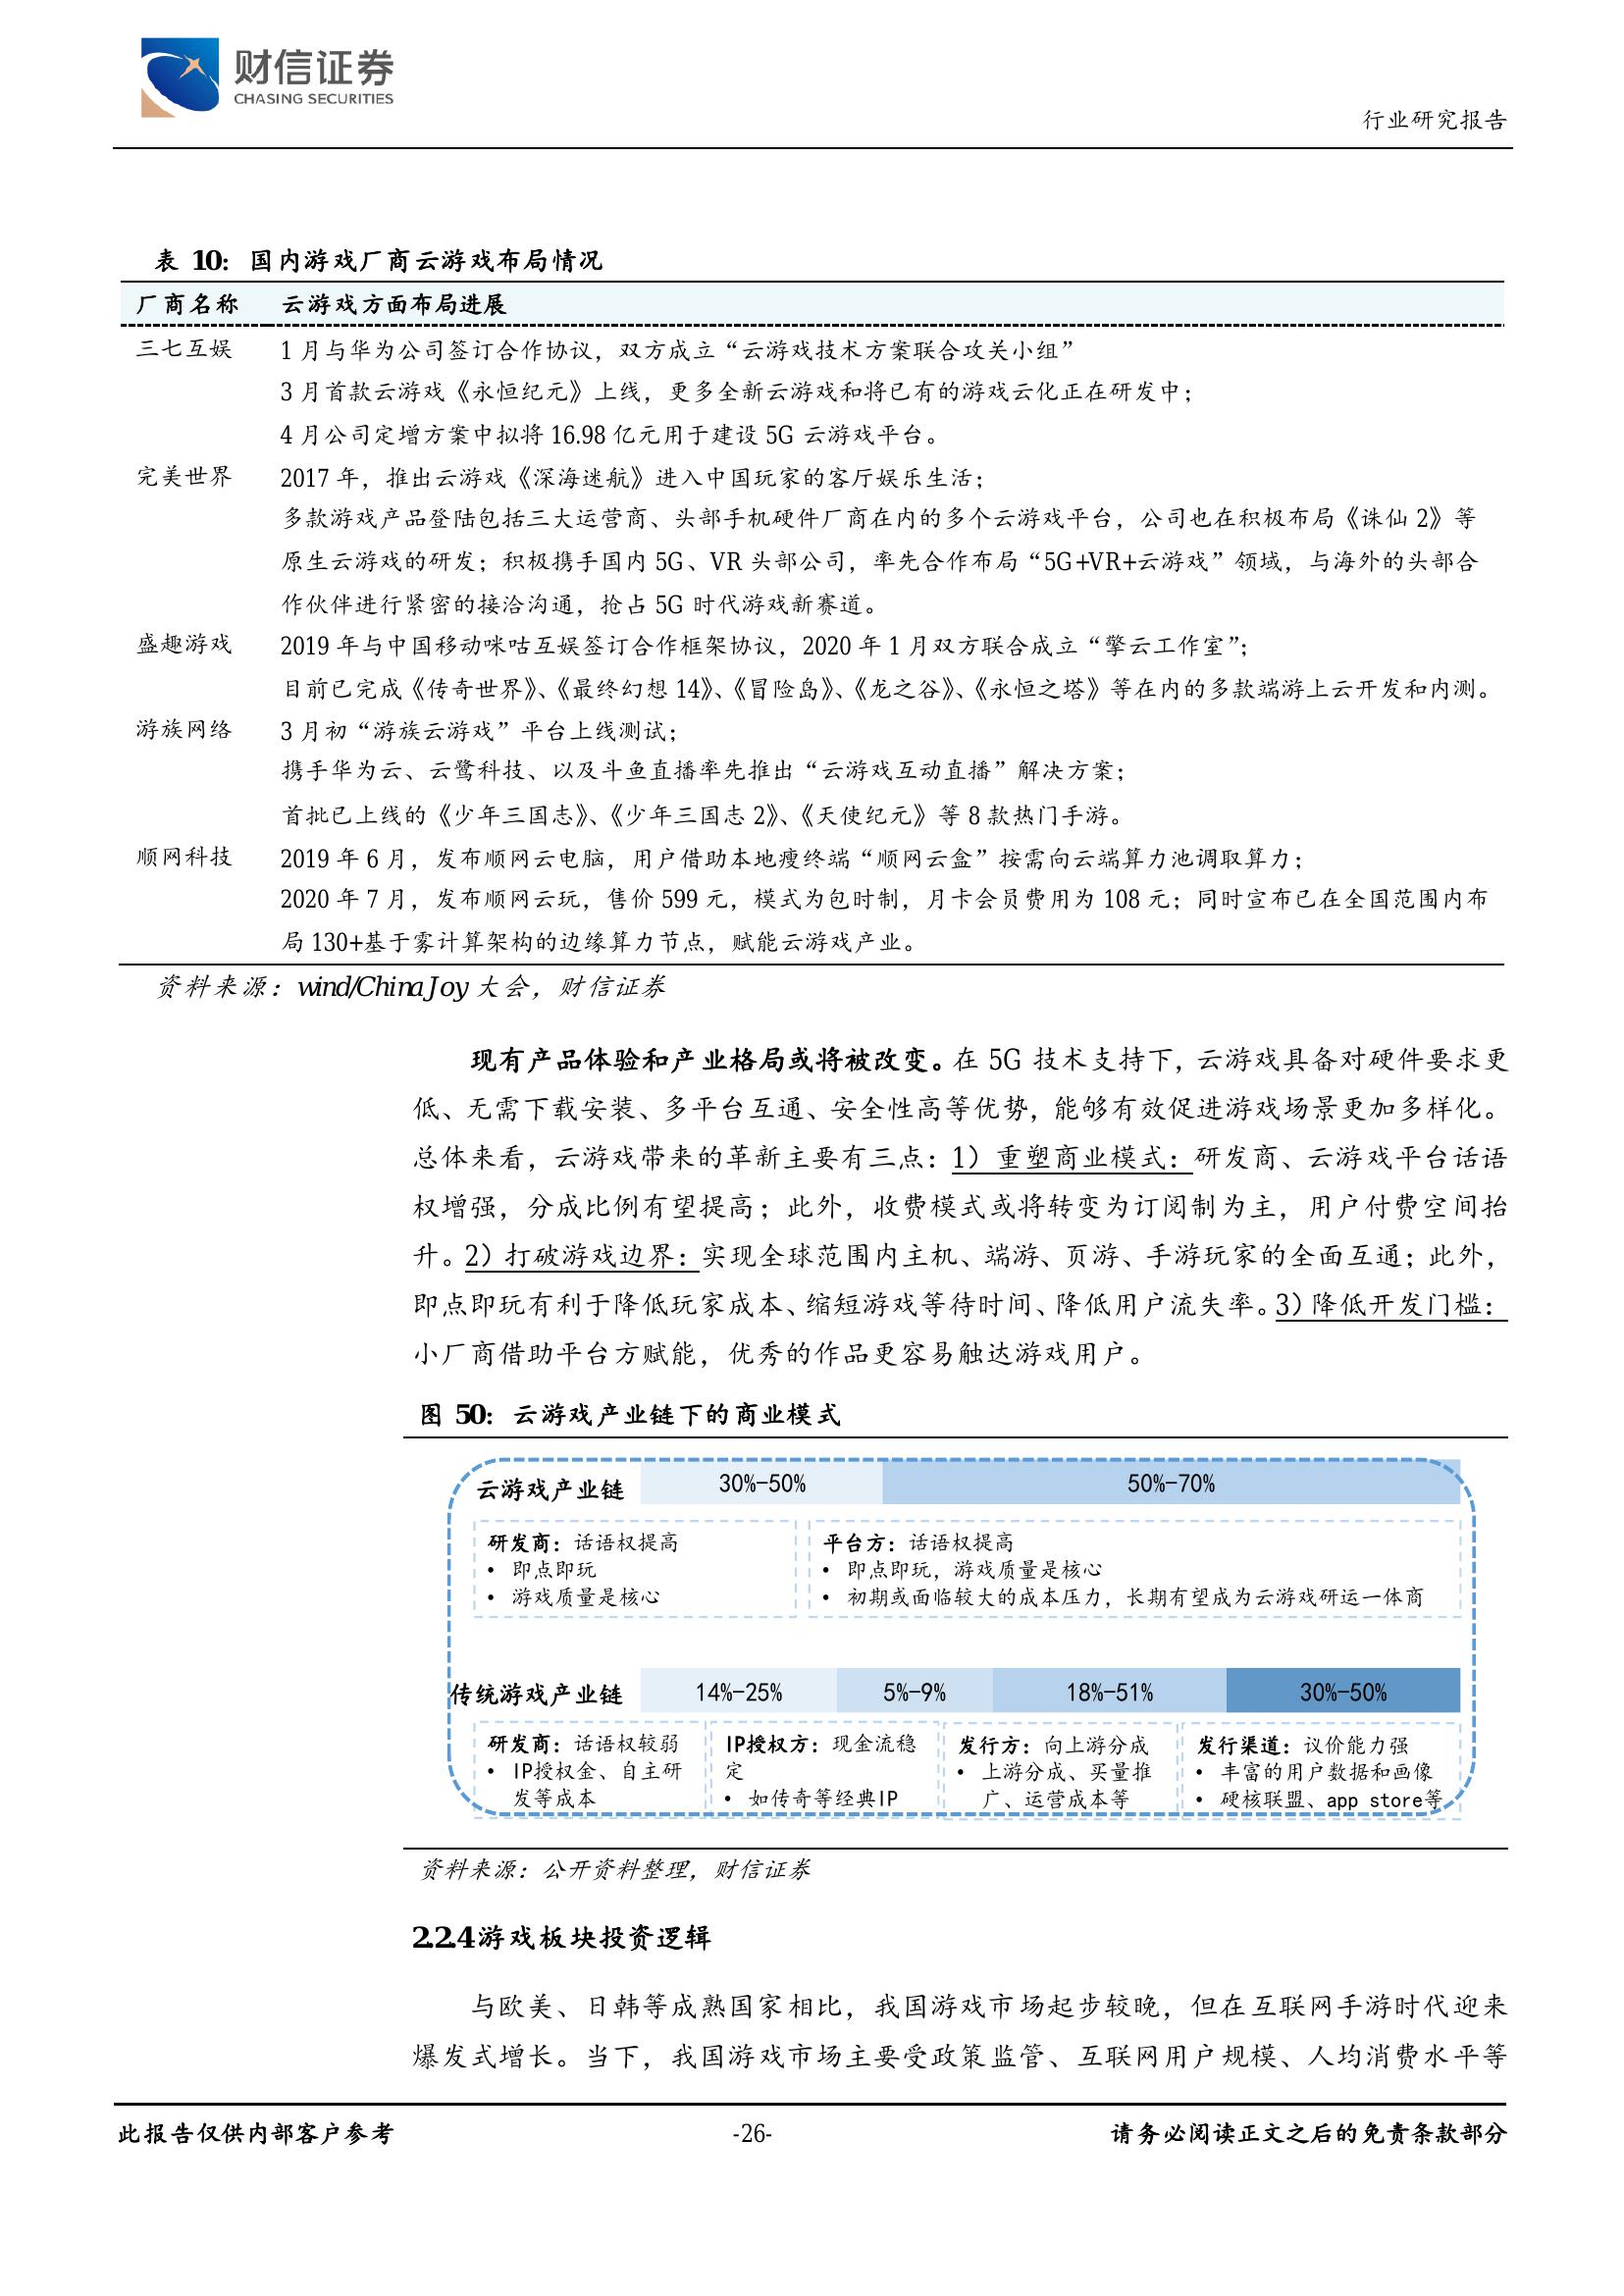 财信证券
CHASING SECURITIES
行业研究报告
表 10：国内游戏厂商云游戏布局情况
厂商名称 云游戏方面布局进展
三七互娱 1 月与华为公司签订合作协议，双方成立“云游戏技术方案联合攻关小组”
3 月首款云游戏《永恒纪元》上线，更多全新云游戏和将已有的游戏云化正在研发中；
4 月公司定增方案中拟将 16.98 亿元用于建设 5G 云游戏平台。
完美世界 2017 年，推出云游戏《深海迷航》进入中国玩家的客厅娱乐生活；
多款游戏产品登陆包括三大运营商、头部手机硬件厂商在内的多个云游戏平台，公司也在积极布局《诛仙 2》等
原生云游戏的研发；积极携手国内 5G、VR 头部公司，率先合作布局“5G+VR+云游戏”领域，与海外的头部合
作伙伴进行紧密的接洽沟通，抢占 5G 时代游戏新赛道。
盛趣游戏 2019 年与中国移动咪咕互娱签订合作框架协议，2020 年 1 月双方联合成立“擎云工作室”；
目前已完成《传奇世界》、《最终幻想 14》、《冒险岛》、《龙之谷》、《永恒之塔》等在内的多款端游上云开发和内测。
游族网络 3 月初“游族云游戏”平台上线测试；
携手华为云、云鹭科技、以及斗鱼直播率先推出“云游戏互动直播”解决方案；
首批已上线的《少年三国志》、《少年三国志 2》、《天使纪元》等 8 款热门手游。
顺网科技 2019 年 6 月，发布顺网云电脑，用户借助本地瘦终端“顺网云盒”按需向云端算力池调取算力；
2020 年 7 月，发布顺网云玩，售价 599 元，模式为包时制，月卡会员费用为 108 元；同时宣布已在全国范围内布
局 130+基于雾计算架构的边缘算力节点，赋能云游戏产业。
资料来源：wind/ChinaJoy 大会，财信证券
现有产品体验和产业格局或将被改变。在 5G 技术支持下，云游戏具备对硬件要求更
低、无需下载安装、多平台互通、安全性高等优势，能够有效促进游戏场景更加多样化。
总体来看，云游戏带来的革新主要有三点：1）重塑商业模式：研发商、云游戏平台话语
权增强，分成比例有望提高；此外，收费模式或将转变为订阅制为主，用户付费空间抬
升。2）打破游戏边界：实现全球范围内主机、端游、页游、手游玩家的全面互通；此外，
即点即玩有利于降低玩家成本、缩短游戏等待时间、降低用户流失率。3）降低开发门槛：
小厂商借助平台方赋能，优秀的作品更容易触达游戏用户。
图 50：云游戏产业链下的商业模式
云游戏产业链 30%-50% 50%-70%
研发商：话语权提高
• 即点即玩
• 游戏质量是核心
平台方：话语权提高
• 即点即玩，游戏质量是核心
• 初期或面临较大的成本压力，长期有望成为云游戏研运一体商
传统游戏产业链 14%-25% 5%-9% 18%-51% 30%-50%
研发商：话语权较弱
• IP授权金、自主研
发等成本
IP授权方：现金流稳
定
• 如传奇等经典IP
发行方：向上游分成
• 上游分成、买量推
广、运营成本等
发行渠道：议价能力强
• 丰富的用户数据和画像
• 硬核联盟、app store等
资料来源：公开资料整理，财信证券
2.2.4 游戏板块投资逻辑
与欧美、日韩等成熟国家相比，我国游戏市场起步较晚，但在互联网手游时代迎来
爆发式增长。当下，我国游戏市场主要受政策监管、互联网用户规模、人均消费水平等
此报告仅供内部客户参考 -26- 请务必阅读正文之后的免责条款部分